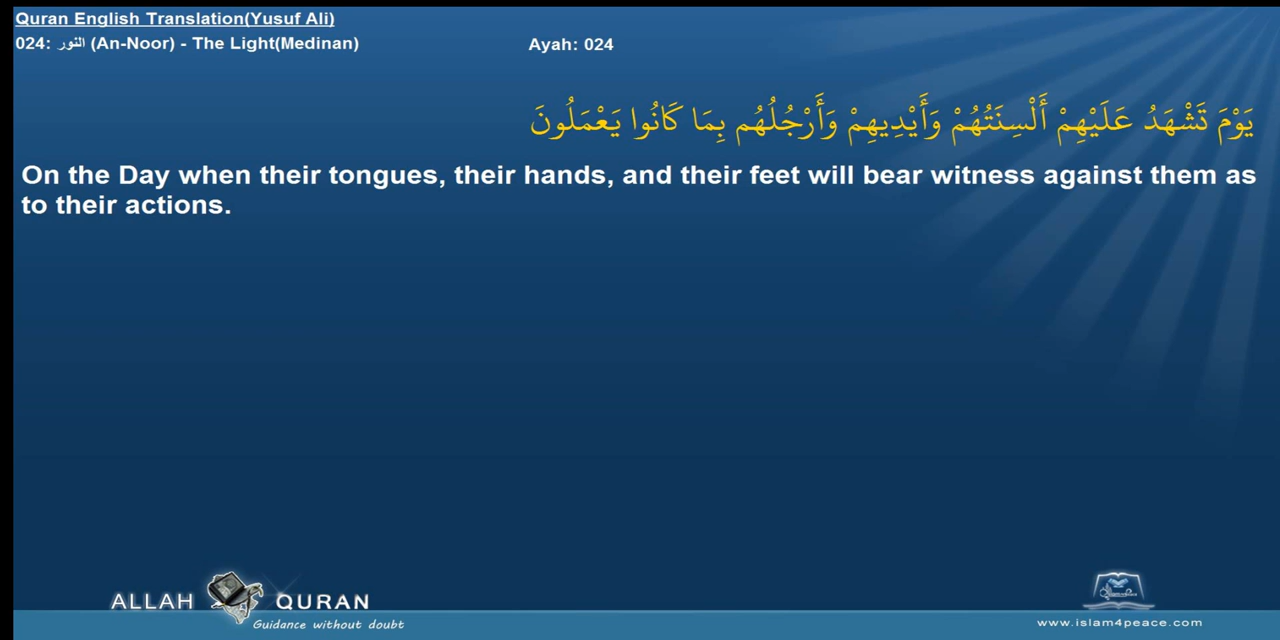 Quran English Translation(Yusuf Ali)
024: النور (An-Noor) - The Light(Medinan)
Ayah: 024
يَوْمَ تَشْهَدُ عَلَيْهِمْ أَلْسِنَتُهُمْ وَأَيْدِيهِمْ وَأَرْجُلُهُم بِمَا كَانُوا يَعْمَلُونَ
On the Day when their tongues, their hands, and their feet will bear witness against them as
to their actions.
ALLAH QURAN
Guidance without doubt
www.islam4peace.com